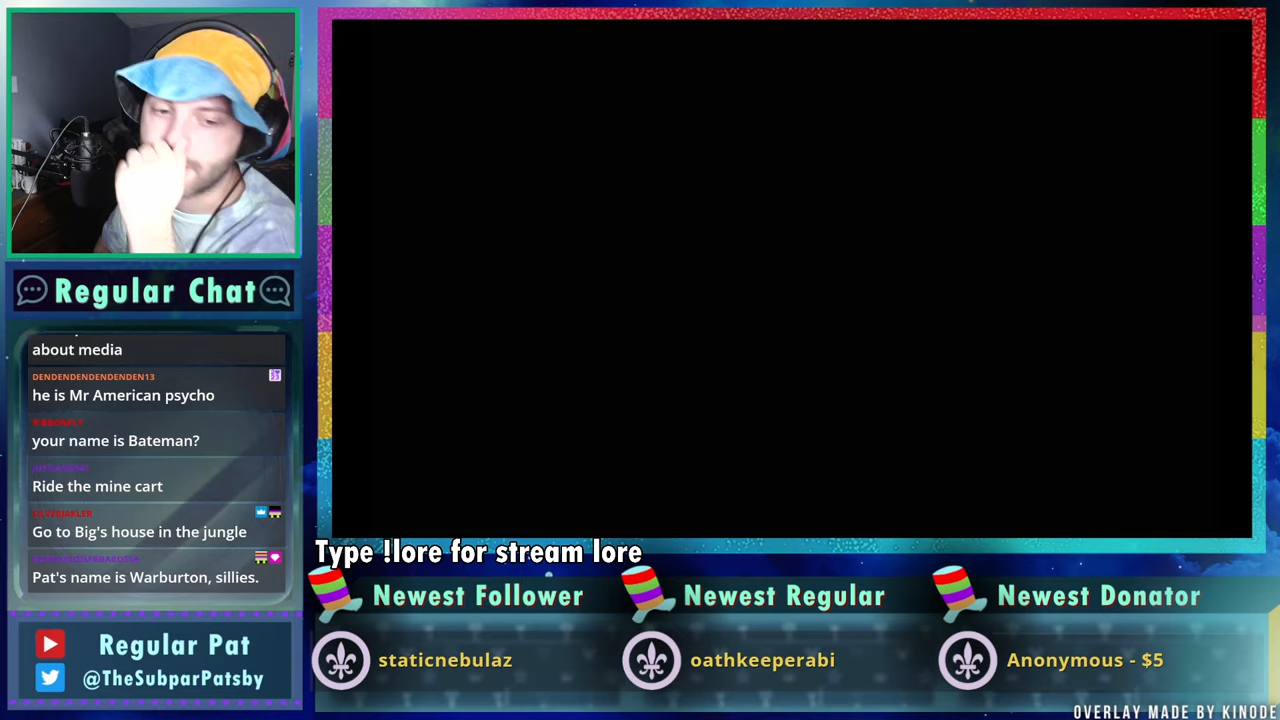 Regular Chat
about media
DENDENDENDENDENDEN13
he is Mr American psycho
your name is Bateman?
Ride the mine cart
SILVERJAKLER
Go to Big's house in the jungle
Pat's name is Warburton, sillies.
Regular Pat
@TheSubparPatsby
Type !lore for stream lore
Newest Follower
staticnebulaz
Newest Regular
oathkeeperabi
Newest Donator
Anonymous - $5
OVERLAY MADE BY KINODE